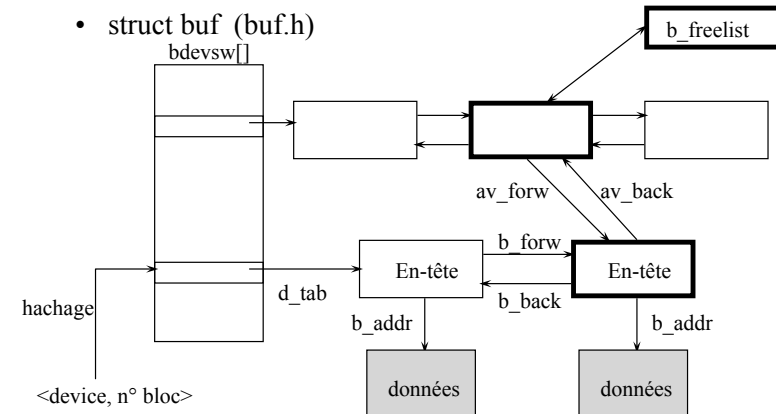 • struct buf (buf.h)
b_freelist
bdevsw[]
av_forw
av_back
b_forw
En-tête
En-tête
d_tab
b_back
hachage
b_addr
b_addr
données
données
<device, n° bloc>